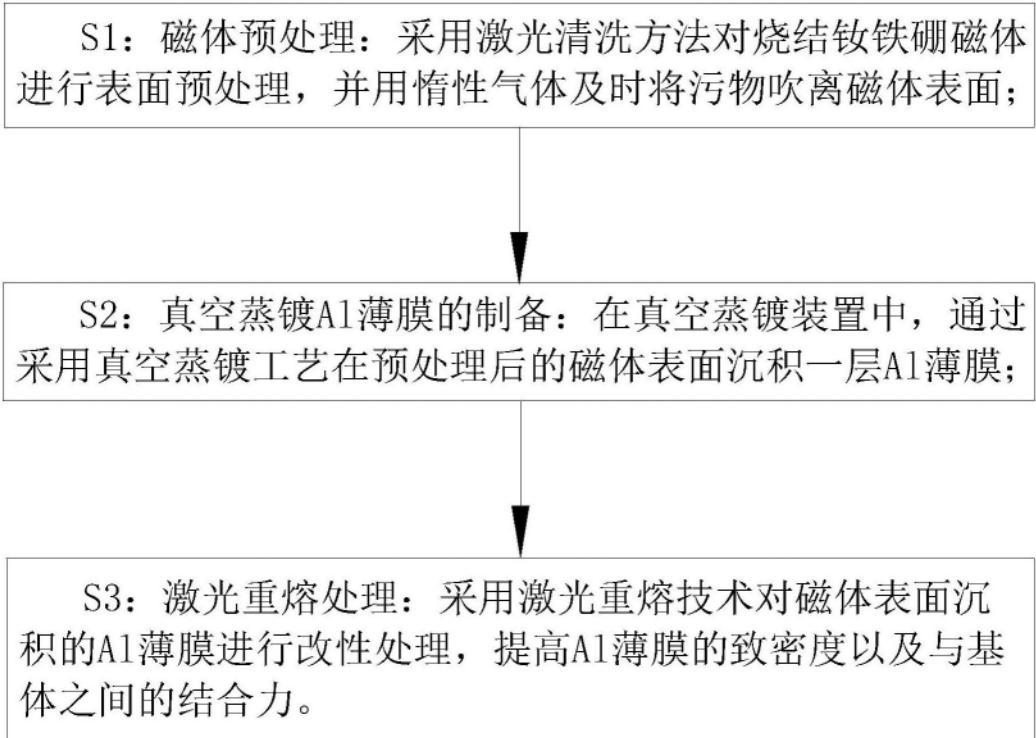 S1：磁体预处理：采用激光清洗方法对烧结钕铁硼磁体
进行表面预处理，并用惰性气体及时将污物吹离磁体表面；
S2：真空蒸镀Al薄膜的制备：在真空蒸镀装置中，通过
采用真空蒸镀工艺在预处理后的磁体表面沉积一层Al薄膜；
S3：激光重熔处理：采用激光重熔技术对磁体表面沉
积的Al薄膜进行改性处理，提高Al薄膜的致密度以及与基
体之间的结合力。